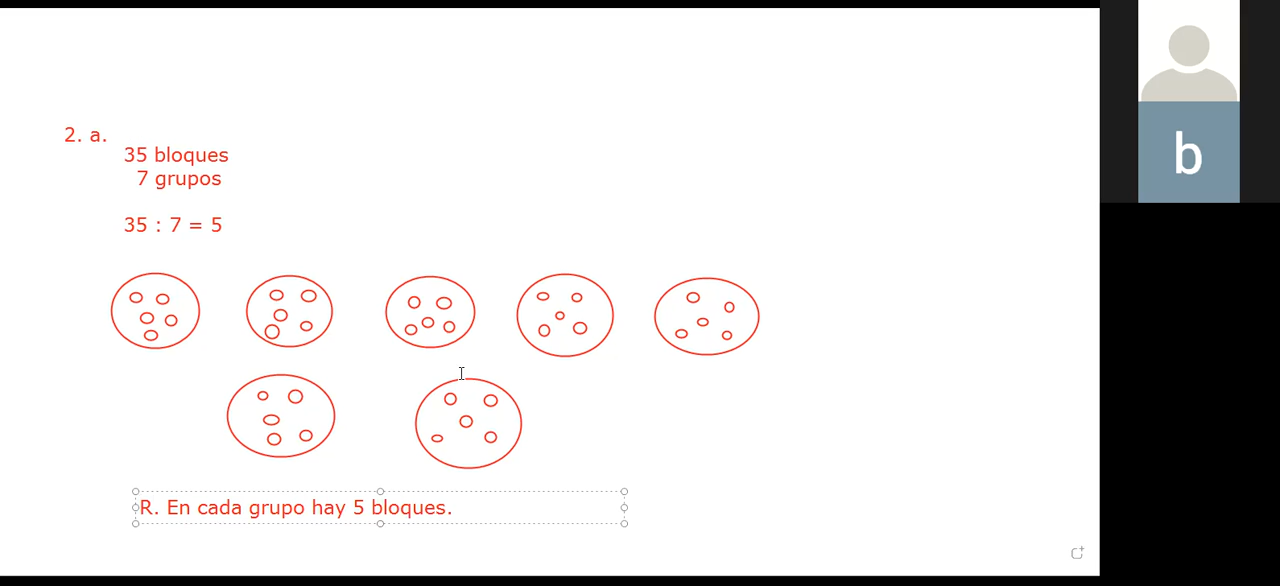 2. a.
35 bloques
7 grupos
35 : 7 = 5
R. En cada grupo hay 5 bloques.
b